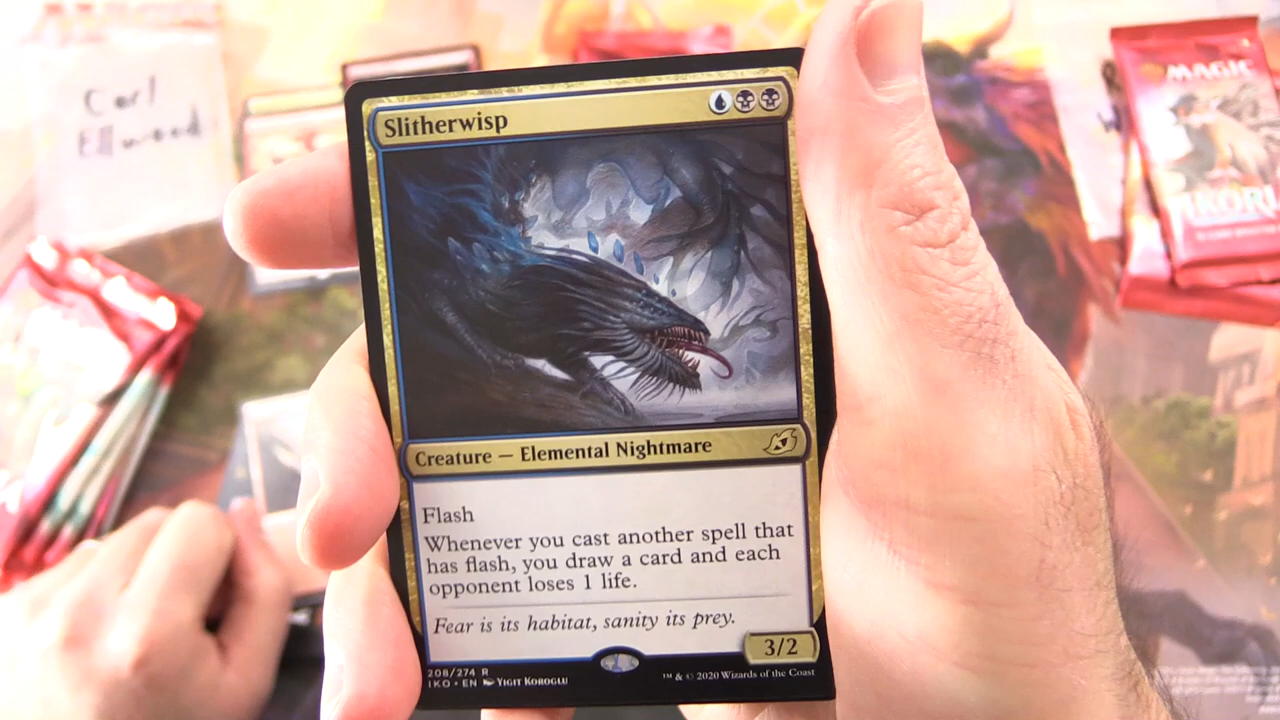 Carl
Ellwood
Slitherwisp
Creature — Elemental Nightmare
Flash
Whenever you cast another spell that
has flash, you draw a card and each
opponent loses 1 life.
Fear is its habitat, sanity its prey.
3/2
208/274 R
IKO • EN YIGIT KOROGLU
™ & © 2020 Wizards of the Coast
MAGIC
IKORI